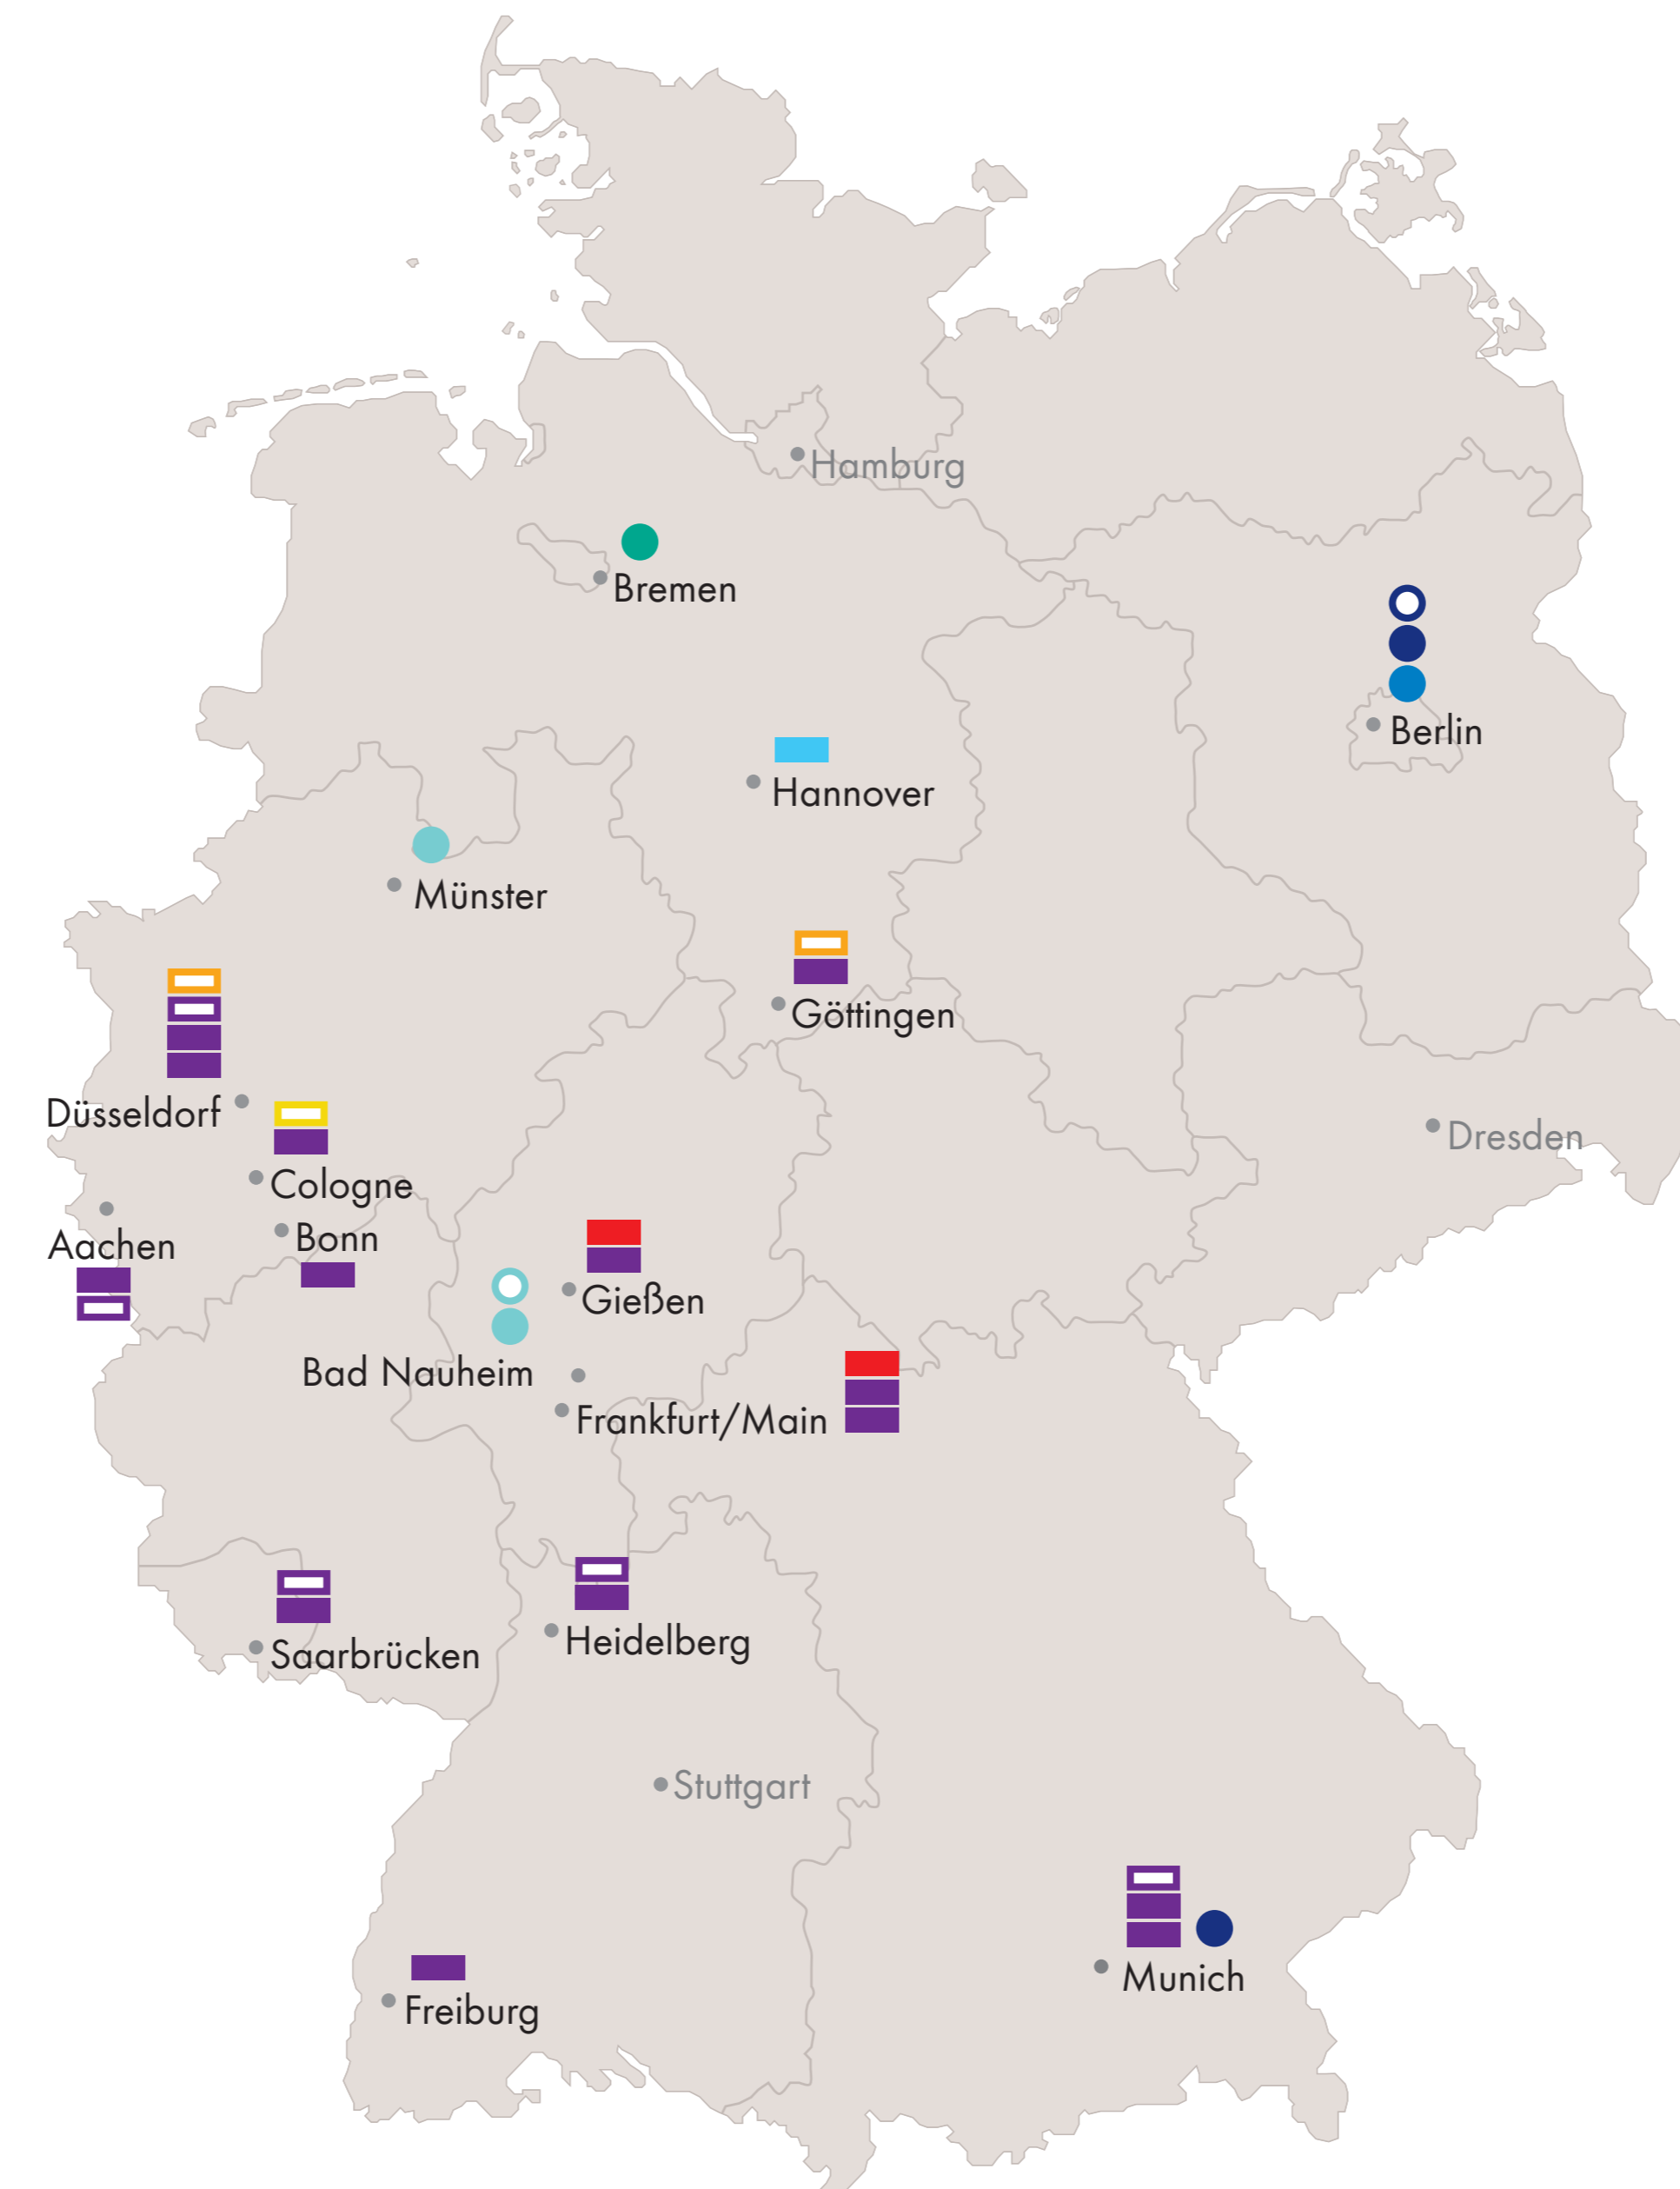 Hamburg
Bremen
Berlin
Hannover
Münster
Göttingen
Düsseldorf
Dresden
Cologne
Bonn
Aachen
Gießen
Bad Nauheim
Frankfurt/Main
Heidelberg
Saarbrücken
Stuttgart
Munich
Freiburg